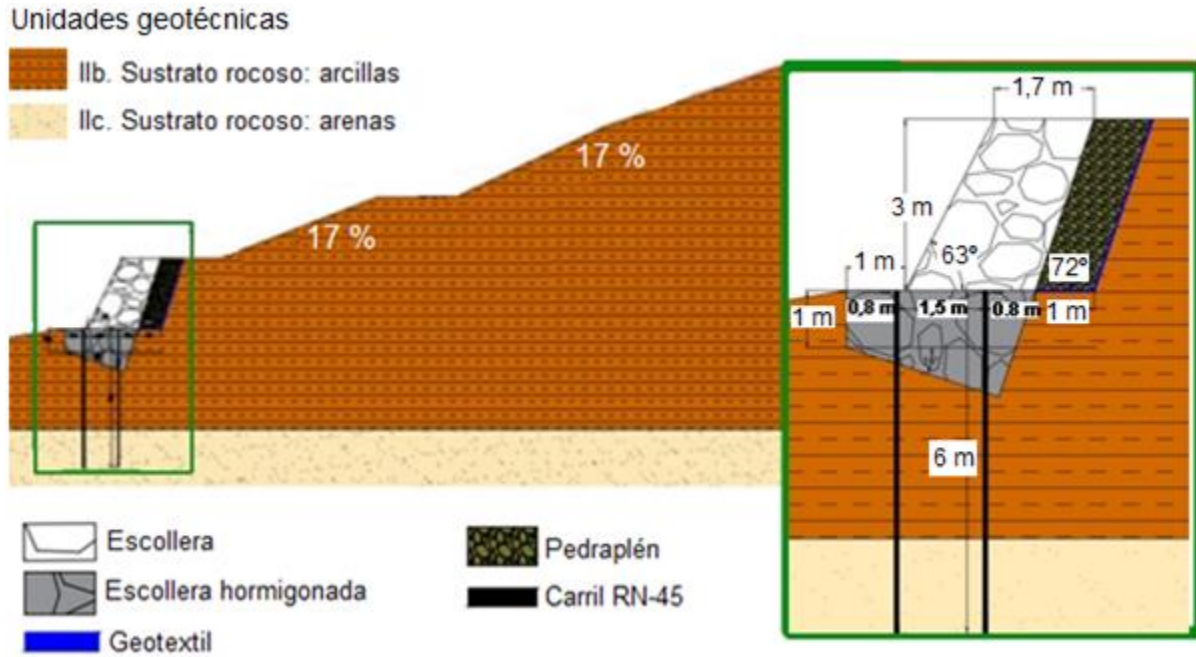 Unidades geotécnicas
IIb. Sustrato rocoso: arcillas
IIc. Sustrato rocoso: arenas
17 %
17 %
1,7 m
3 m
63º
72º
1 m
0,8 m
1,5 m
0.8 m
1 m
1 m
6 m
Escollera
Escollera hormigonada
Geotextil
Pedraplén
Carril RN-45